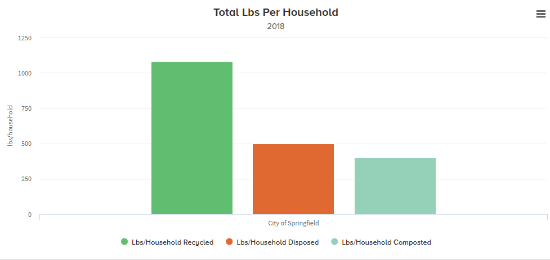 Total Lbs Per Household
2018
1250
1000
750
500
250
0
lbs/household
City of Springfield
Lbs/Household Recycled Lbs/Household Disposed Lbs/Household Composted